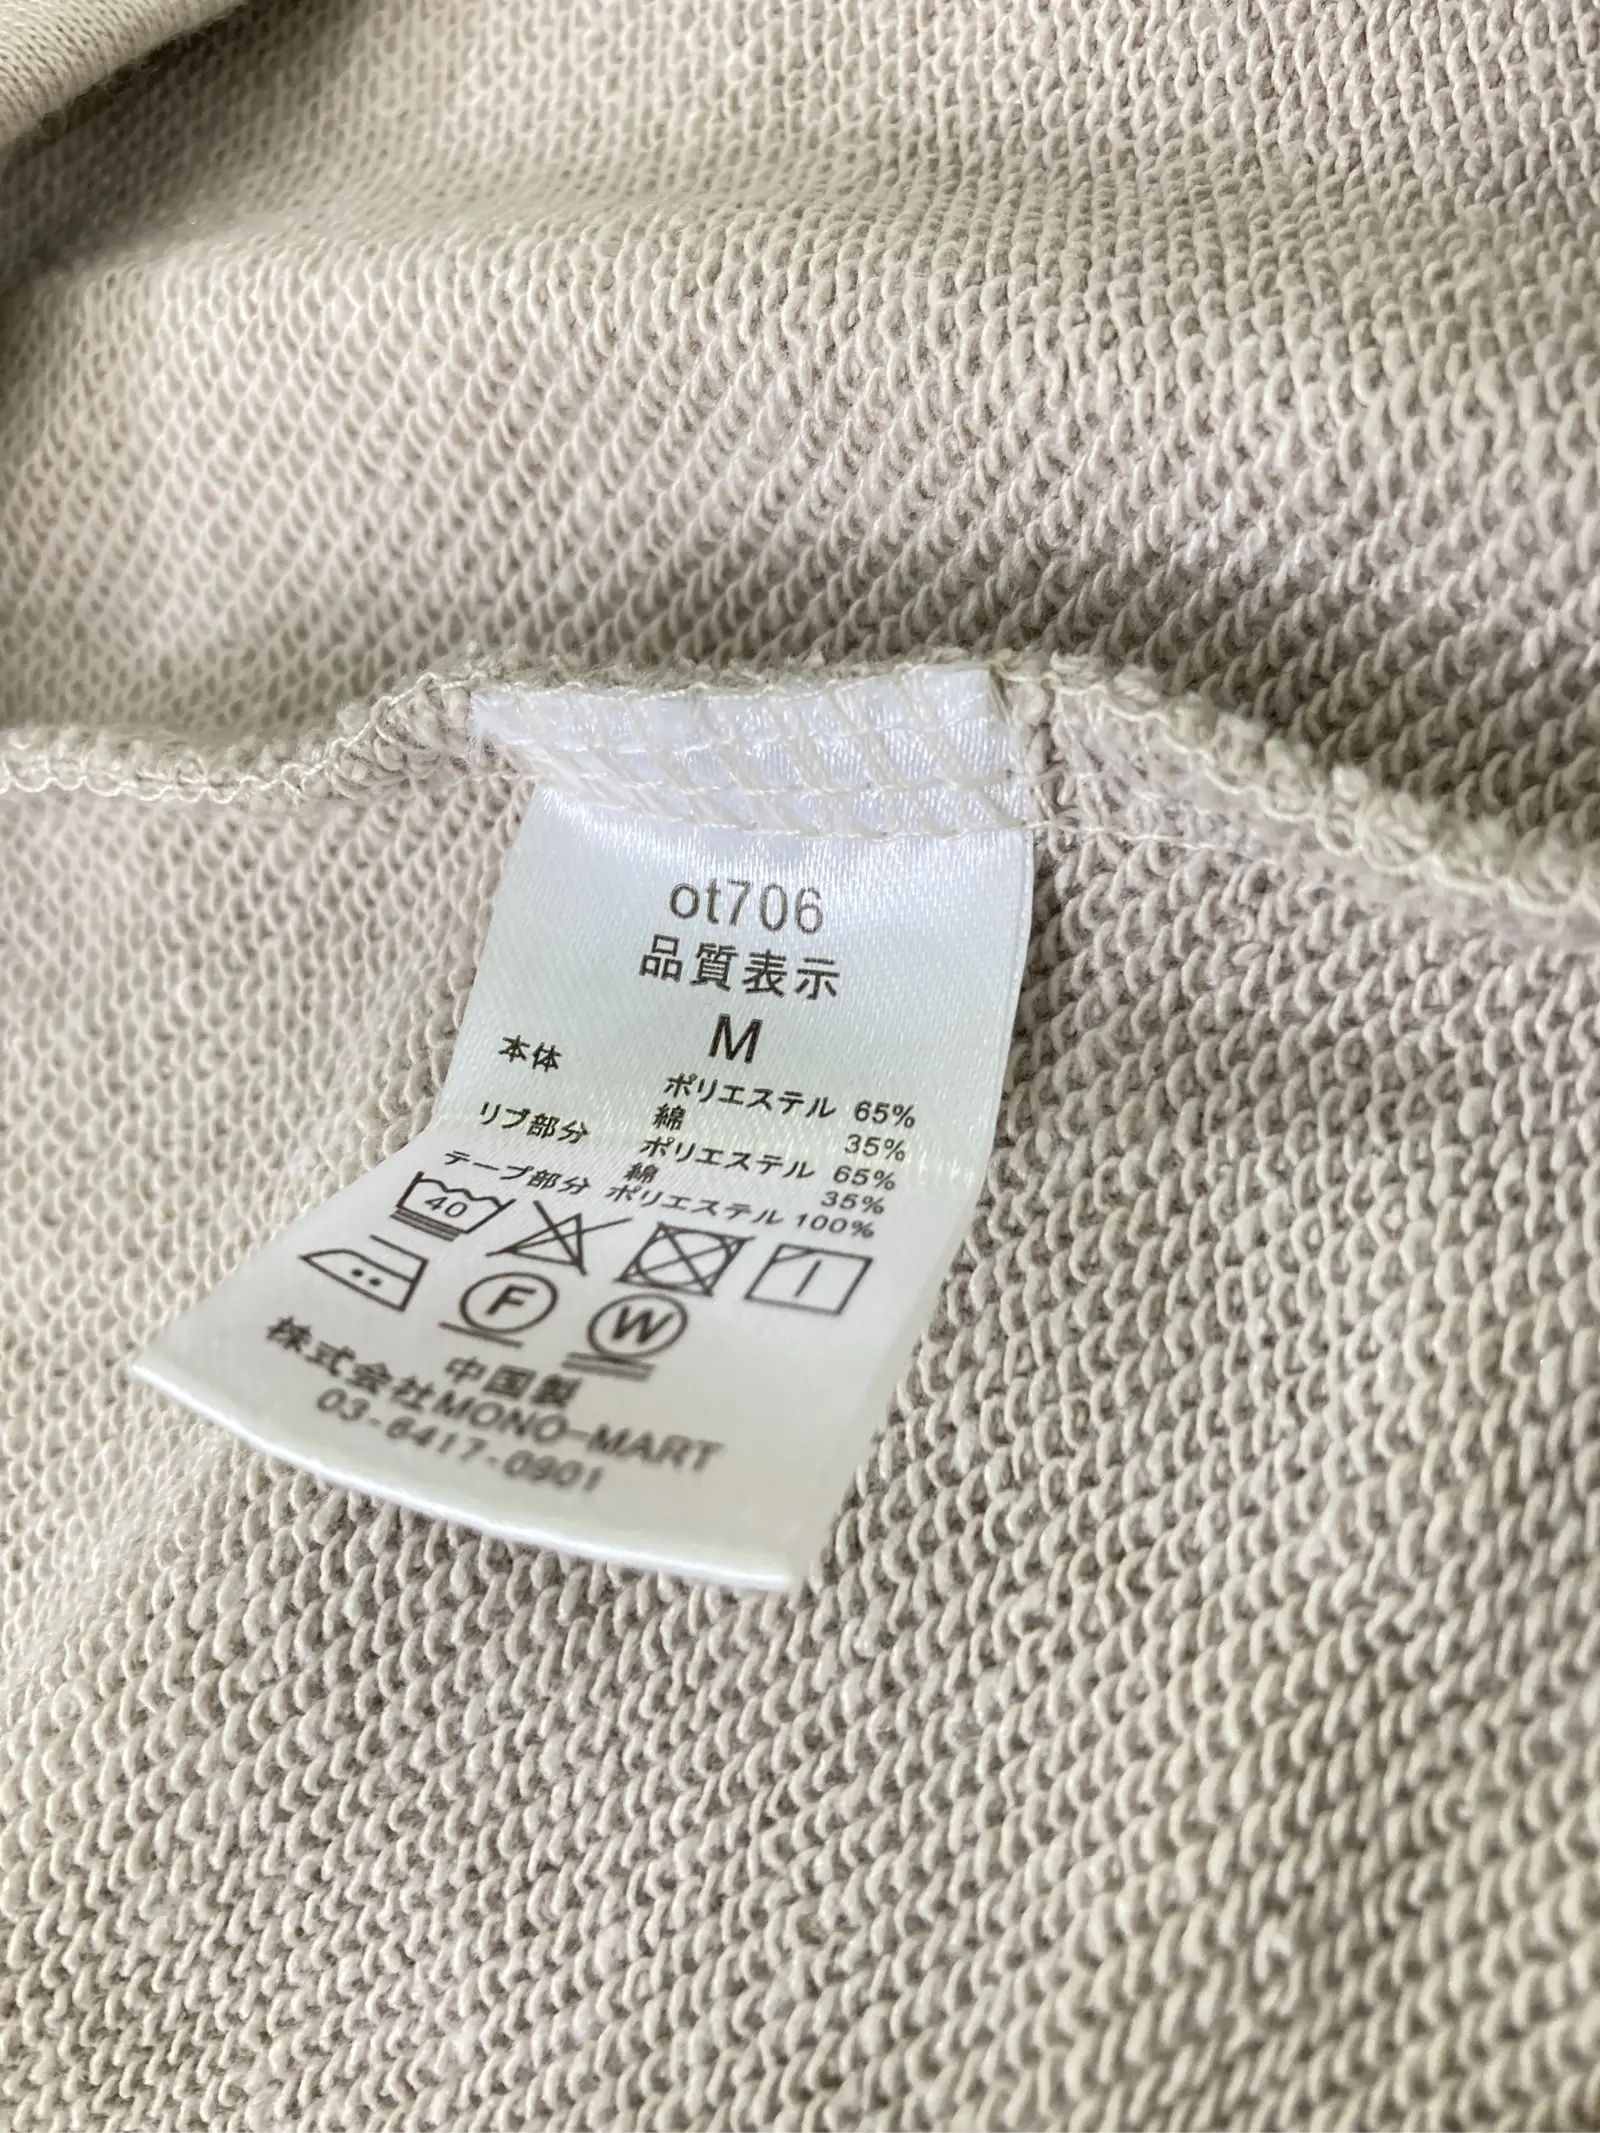 ot706
品質表示
M
本体 ポリエステル 65%
綿 35%
リブ部分 ポリエステル 65%
綿 35%
テープ部分 ポリエステル 100%
40
F
W
中国製
株式会社MONO-MART
03-6417-0901